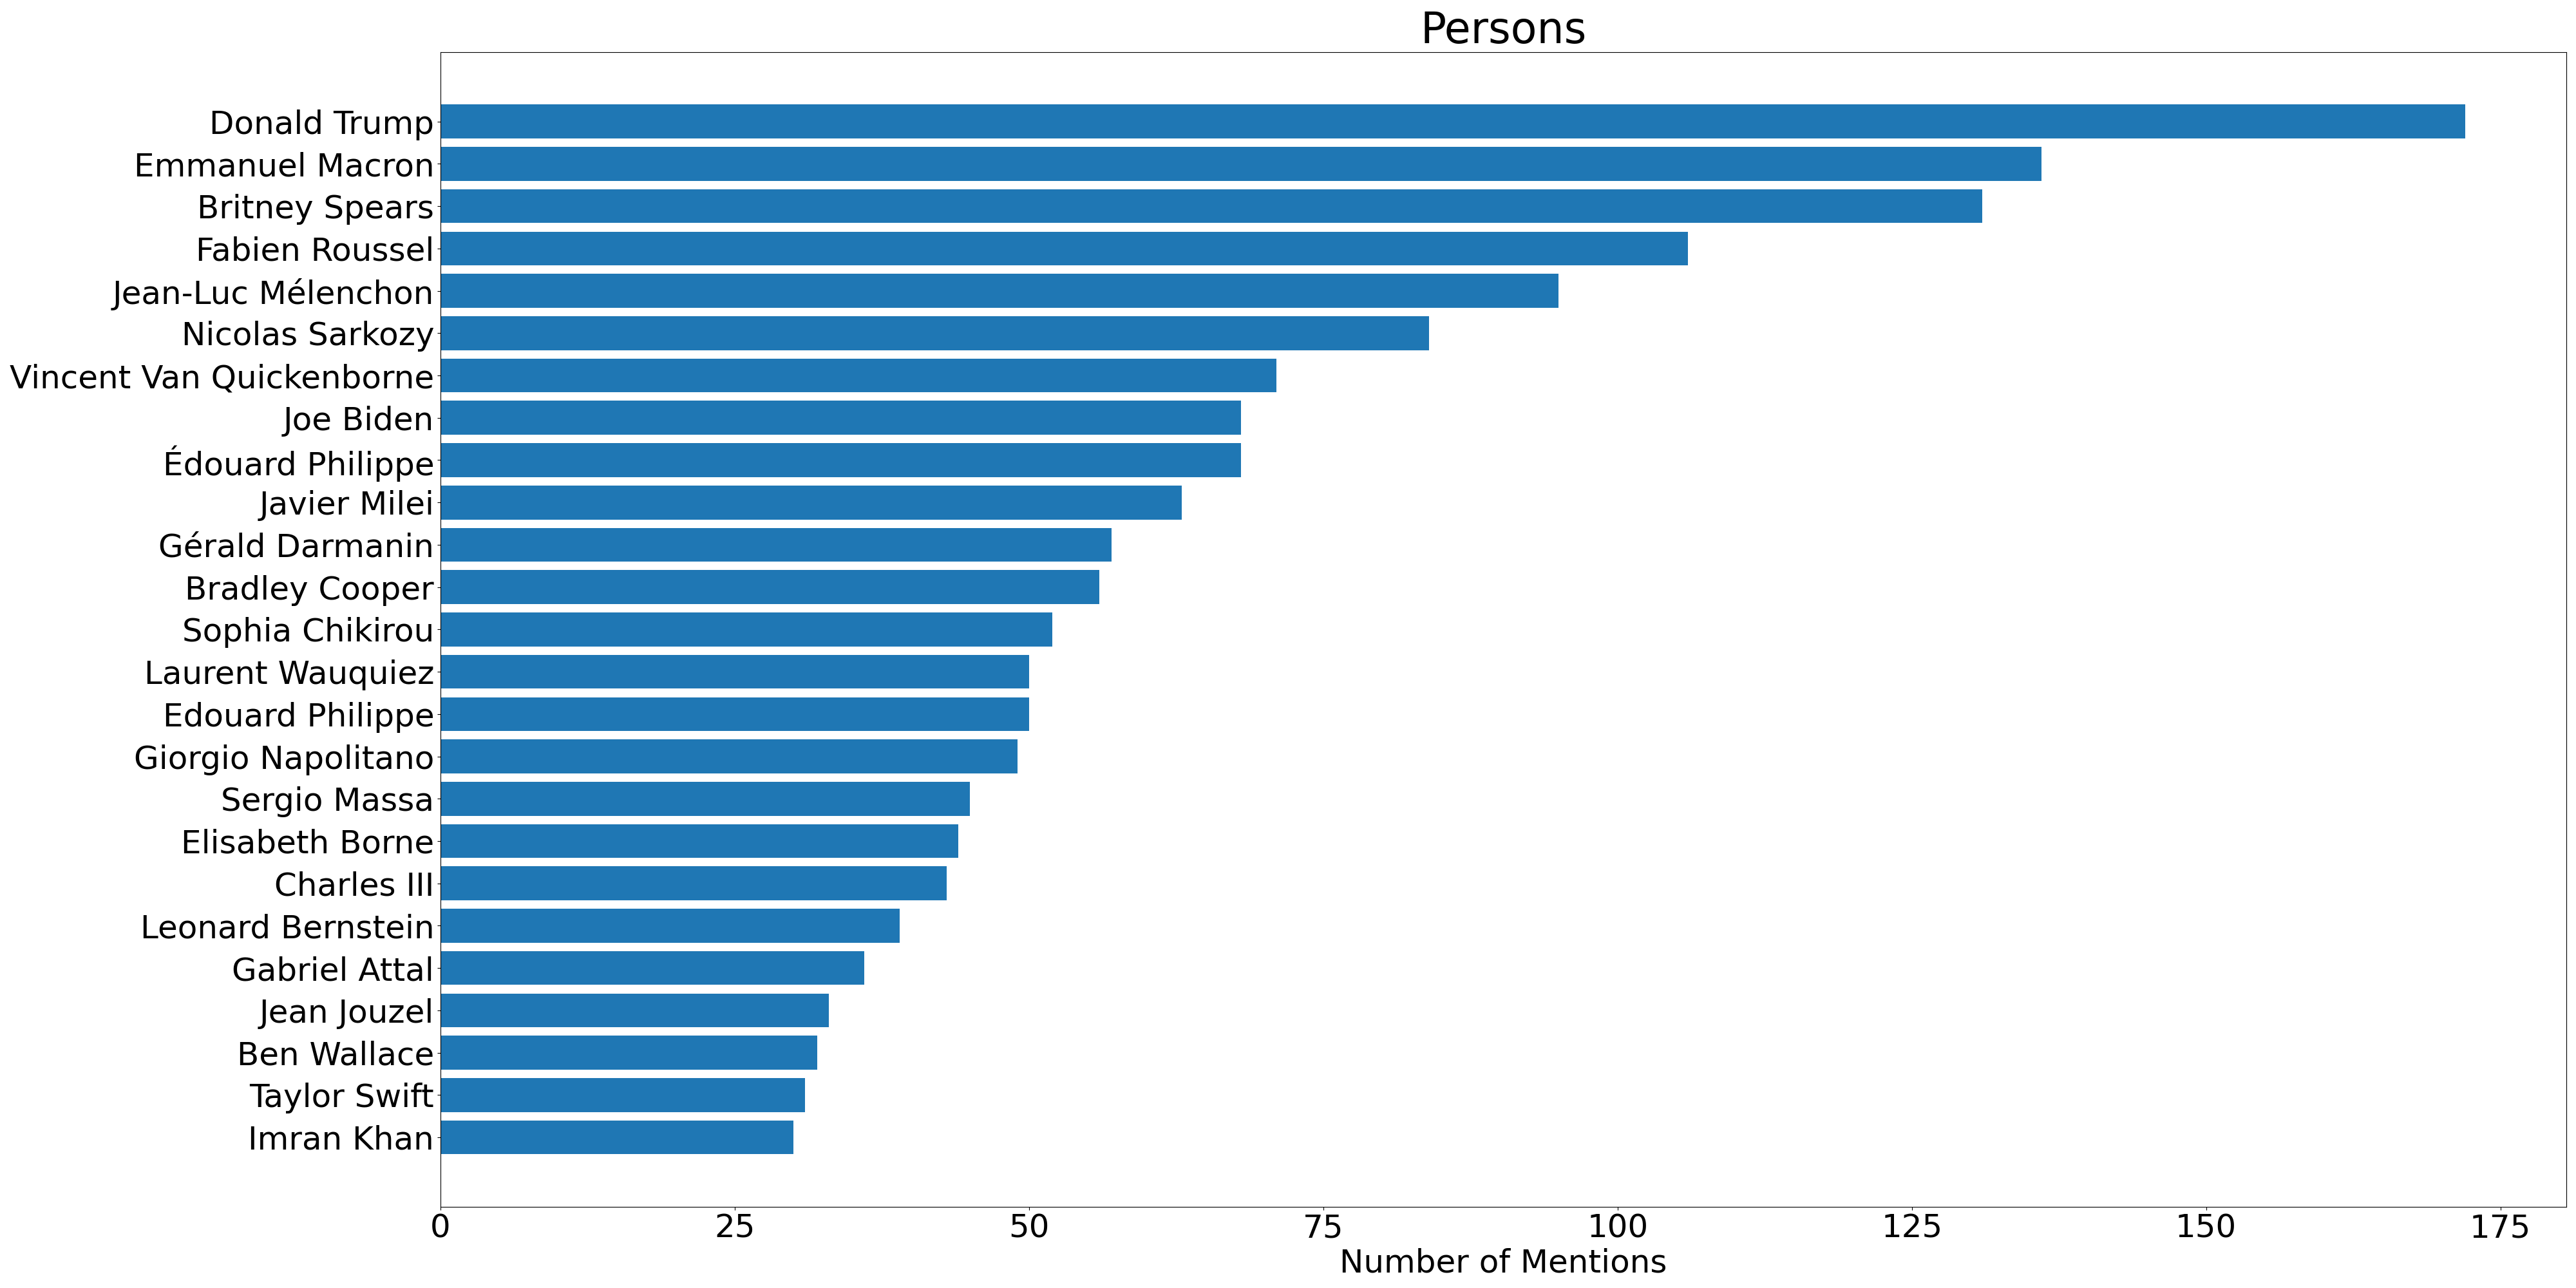 Persons
Donald Trump
Emmanuel Macron
Britney Spears
Fabien Roussel
Jean-Luc Mélenchon
Nicolas Sarkozy
Vincent Van Quickenborne
Joe Biden
Édouard Philippe
Javier Milei
Gérald Darmanin
Bradley Cooper
Sophia Chikirou
Laurent Wauquiez
Edouard Philippe
Giorgio Napolitano
Sergio Massa
Elisabeth Borne
Charles III
Leonard Bernstein
Gabriel Attal
Jean Jouzel
Ben Wallace
Taylor Swift
Imran Khan
0 25 50 75 100 125 150 175
Number of Mentions